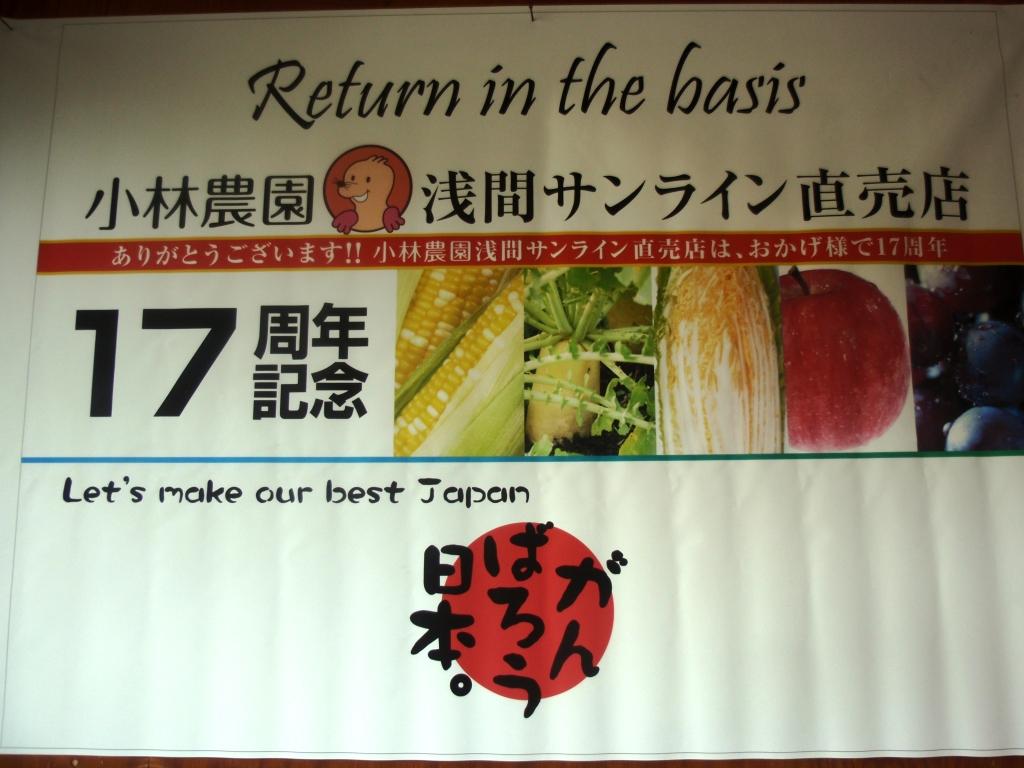 Return in the basis
小林農園 浅間サンライン直売店
ありがとうございます!! 小林農園浅間サンライン直売店は、おかげ様で17周年
17周年
記念
Let's make our best Japan
がん
ばろう
日本。